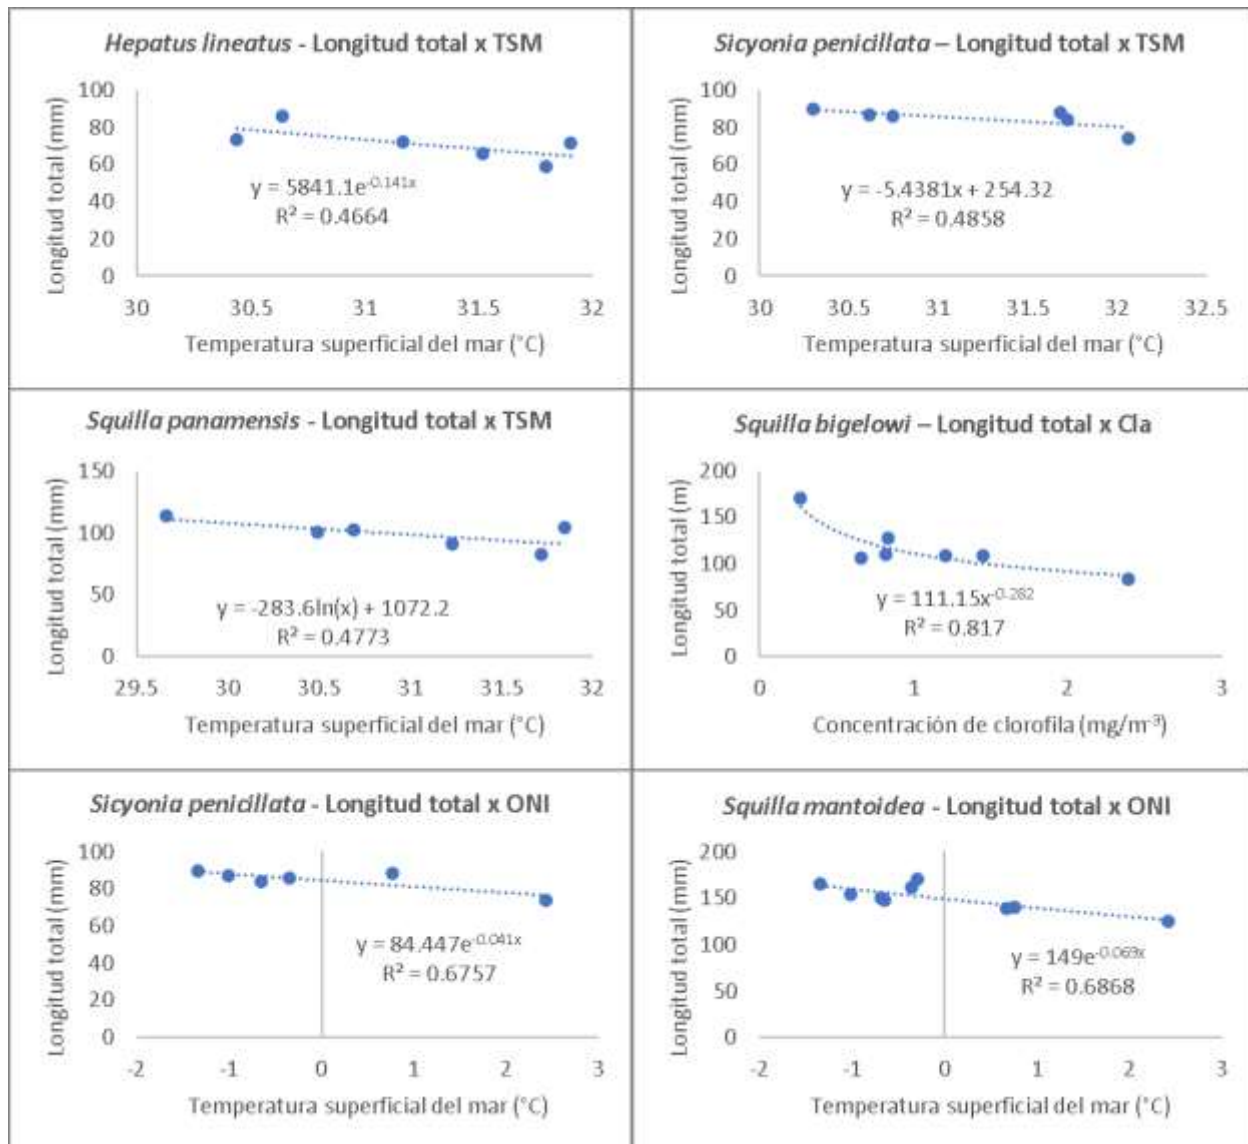 Hepatus lineatus - Longitud total x TSM
Longitud total (mm)
100
80
60
40
20
0
y = 5841.1e-0.141x
R² = 0.4664
30 30.5 31 31.5 32
Temperatura superficial del mar (°C)
Sicyonia penicillata – Longitud total x TSM
Longitud total (mm)
100
80
60
40
20
0
y = -5.4381x + 254.32
R² = 0.4858
30 30.5 31 31.5 32 32.5
Temperatura superficial del mar (°C)
Squilla panamensis - Longitud total x TSM
Longitud total (mm)
150
100
50
0
y = -283.6ln(x) + 1072.2
R² = 0.4773
29.5 30 30.5 31 31.5 32
Temperatura superficial del mar (°C)
Squilla bigelowi – Longitud total x Cla
Longitud total (m)
200
150
100
50
0
y = 111.15x-0.282
R² = 0.817
0 1 2 3
Concentración de clorofila (mg/m-3)
Sicyonia penicillata - Longitud total x ONI
Longitud total (mm)
100
80
60
40
20
0
y = 84.447e-0.041x
R² = 0.6757
-2 -1 0 1 2 3
Temperatura superficial del mar (°C)
Squilla mantoidea - Longitud total x ONI
Longitud total (mm)
200
150
100
50
0
y = 149e-0.069x
R² = 0.6868
-2 -1 0 1 2 3
Temperatura superficial del mar (°C)